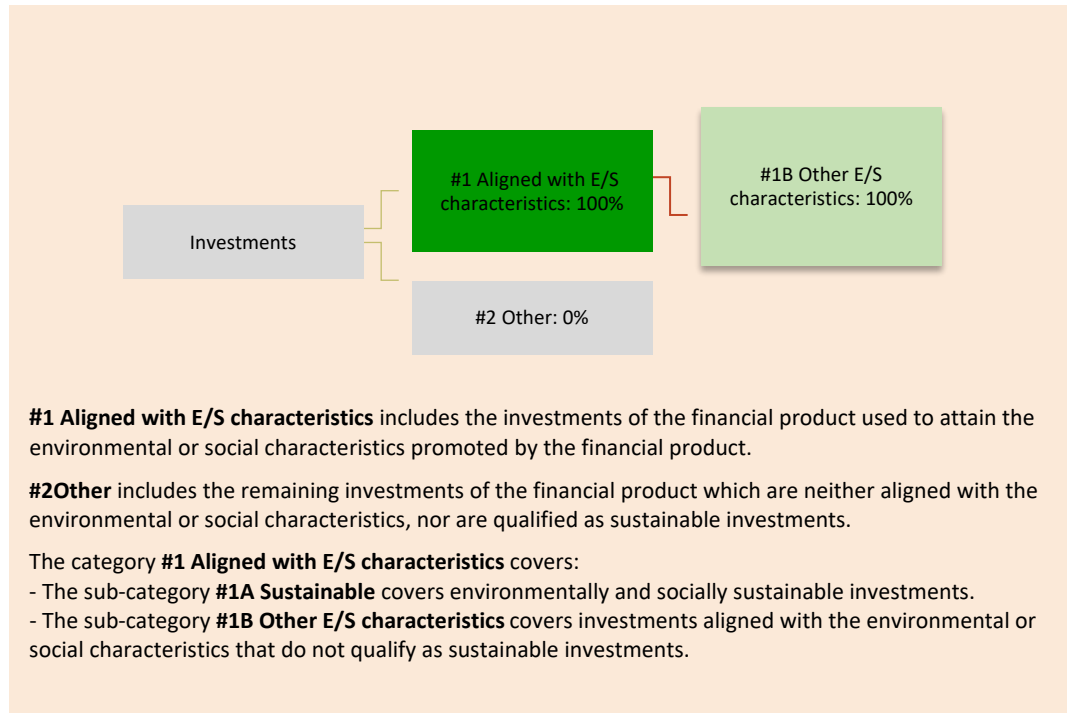 #1 Aligned with E/S
characteristics: 100%
#1B Other E/S
characteristics: 100%
Investments
#2 Other: 0%
#1 Aligned with E/S characteristics includes the investments of the financial product used to attain the
environmental or social characteristics promoted by the financial product.
#2Other includes the remaining investments of the financial product which are neither aligned with the
environmental or social characteristics, nor are qualified as sustainable investments.
The category #1 Aligned with E/S characteristics covers:
- The sub-category #1A Sustainable covers environmentally and socially sustainable investments.
- The sub-category #1B Other E/S characteristics covers investments aligned with the environmental or
social characteristics that do not qualify as sustainable investments.